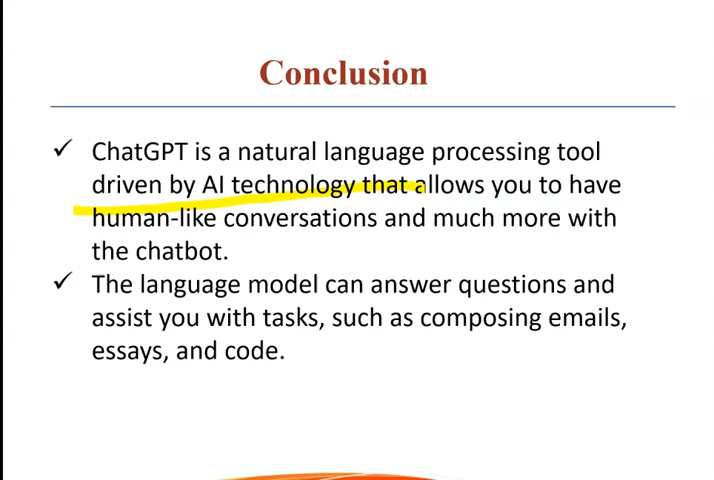 Conclusion
✓ ChatGPT is a natural language processing tool
driven by AI technology that allows you to have
human-like conversations and much more with
the chatbot.
✓ The language model can answer questions and
assist you with tasks, such as composing emails,
essays, and code.